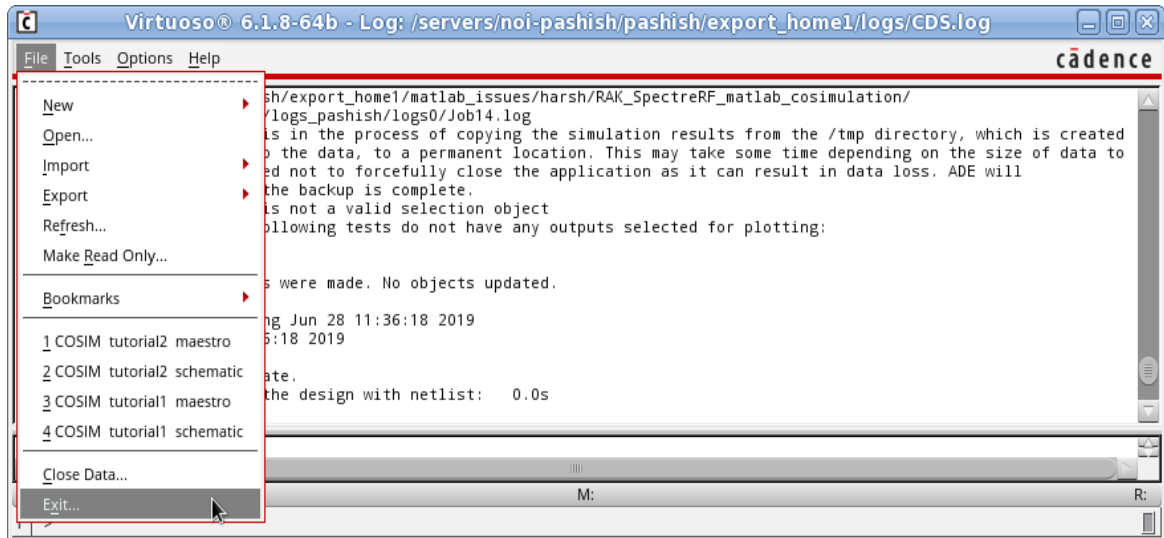 Virtuoso® 6.1.8-64b - Log: /servers/noi-pashish/pashish/export_home1/logs/CDS.log
File Tools Options Help
cādence
New
Open...
Import
Export
Refresh...
Make Read Only...
Bookmarks
1 COSIM tutorial2 maestro
2 COSIM tutorial2 schematic
3 COSIM tutorial1 maestro
4 COSIM tutorial1 schematic
Close Data...
Exit...
sh/export_home1/matlab_issues/harsh/RAK_SpectreRF_matlab_cosimulation/
/logs_pashish/logs0/Job14.log
is in the process of copying the simulation results from the /tmp directory, which is created
the data, to a permanent location. This may take some time depending on the size of data to
ed not to forcefully close the application as it can result in data loss. ADE will
the backup is complete.
is not a valid selection object
ollowing tests do not have any outputs selected for plotting:
s were made. No objects updated.
ng Jun 28 11:36:18 2019
:18 2019
ate.
the design with netlist: 0.0s
M:
R:
>